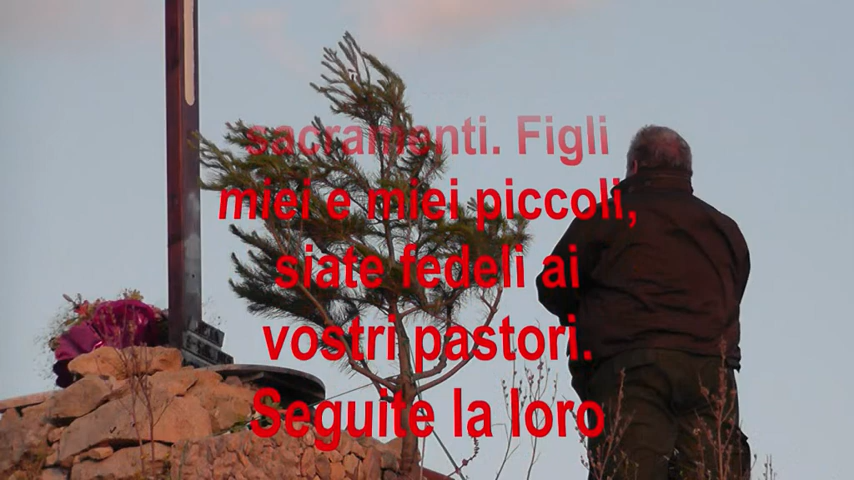 sacramenti. Figli
miei e miei piccoli,
siate fedeli ai
vostri pastori.
Seguite la loro